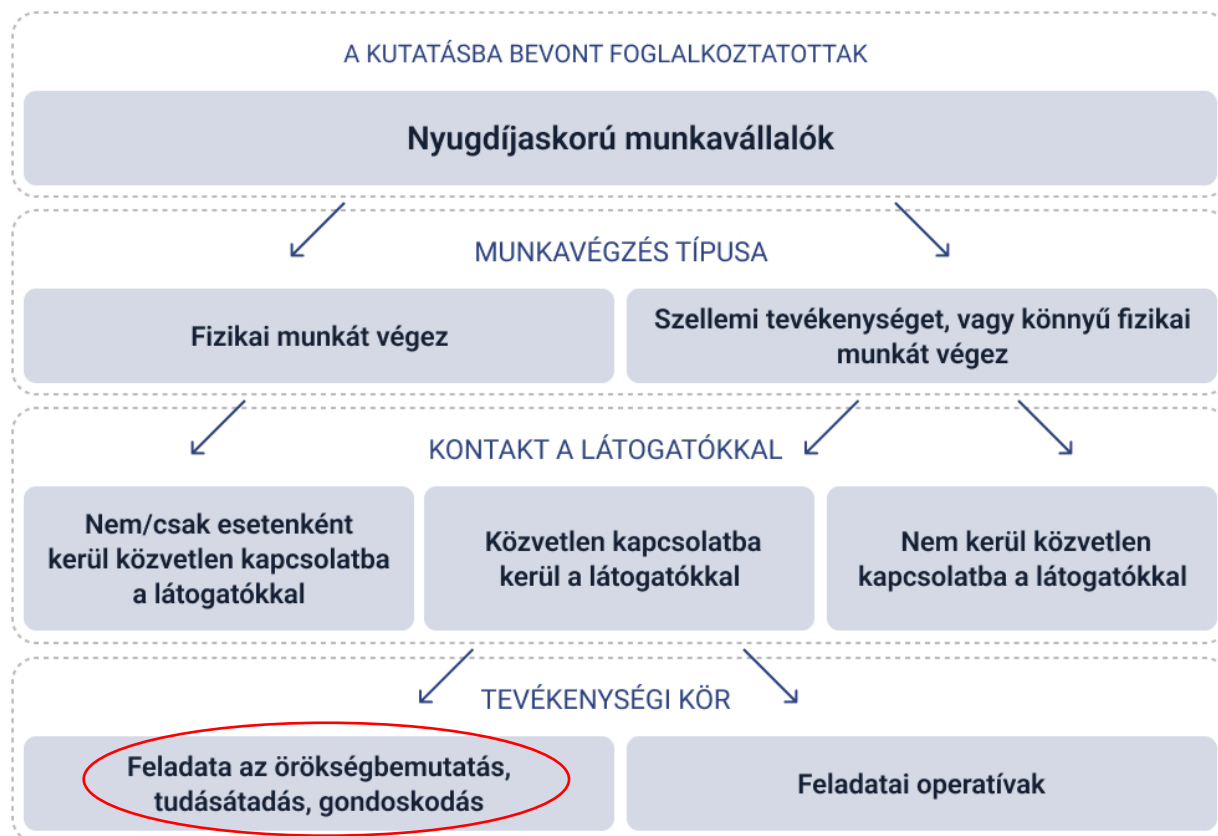 A KUTATÁSBA BEVONT FOGLALKOZTATOTTAK
Nyugdíjaskorú munkavállalók
MUNKAVÉGZÉS TÍPUSA
Fizikai munkát végez
Szellemi tevékenységet, vagy könnyű fizikai
munkát végez
KONTAKT A LÁTOGATÓKKAL
Nem/csak esetenként
kerül közvetlen kapcsolatba
a látogatókkal
Közvetlen kapcsolatba
kerül a látogatókkal
Nem kerül közvetlen
kapcsolatba a látogatókkal
TEVÉKENYSÉGI KÖR
Feladata az örökségbemutatás,
tudásátadás, gondoskodás
Feladatai operatívak